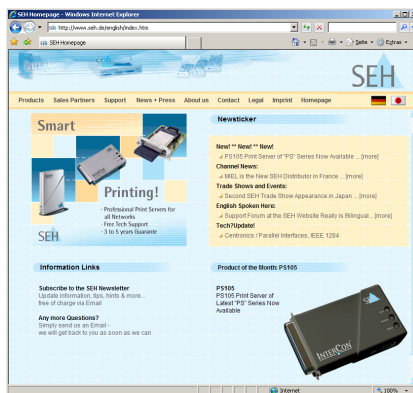 SEH Homepage - Windows Internet Explorer
http://www.seh.de/english/index.htm
SEH Homepage
Seite
Extras
SEH
Products Sales Partners Support News + Press About us Contact Legal Imprint Homepage
Smart
Printing!
- Professional Print Servers for
all Networks
- Free Tech Support
- 3 to 5 years Guarante
SEH
Newsticker
New! ** New! ** New!
PS105 Print Server of "PS" Series Now Available ... [more]
Channel News:
MIEL is the New SEH Distributor in France ... [more]
Trade Shows and Events:
Second SEH Trade Show Appearance in Japan ... [more]
English Spoken Here:
Support Forum at the SEH Website Really is Bilingual... [more]
Tech?Update!
Centronics / Parallel Interfaces, IEEE 1284
Information Links
Subscribe to the SEH Newsletter
Update information, tips, hints & more...
free of charge via Email
Any more Questions?
Simply send us an Email -
we will get back to you as soon as we can
Product of the Month: PS105
PS105
PS105 Print Server of
Latest "PS" Series Now
Available
INTERCON
SEH
Internet
100%